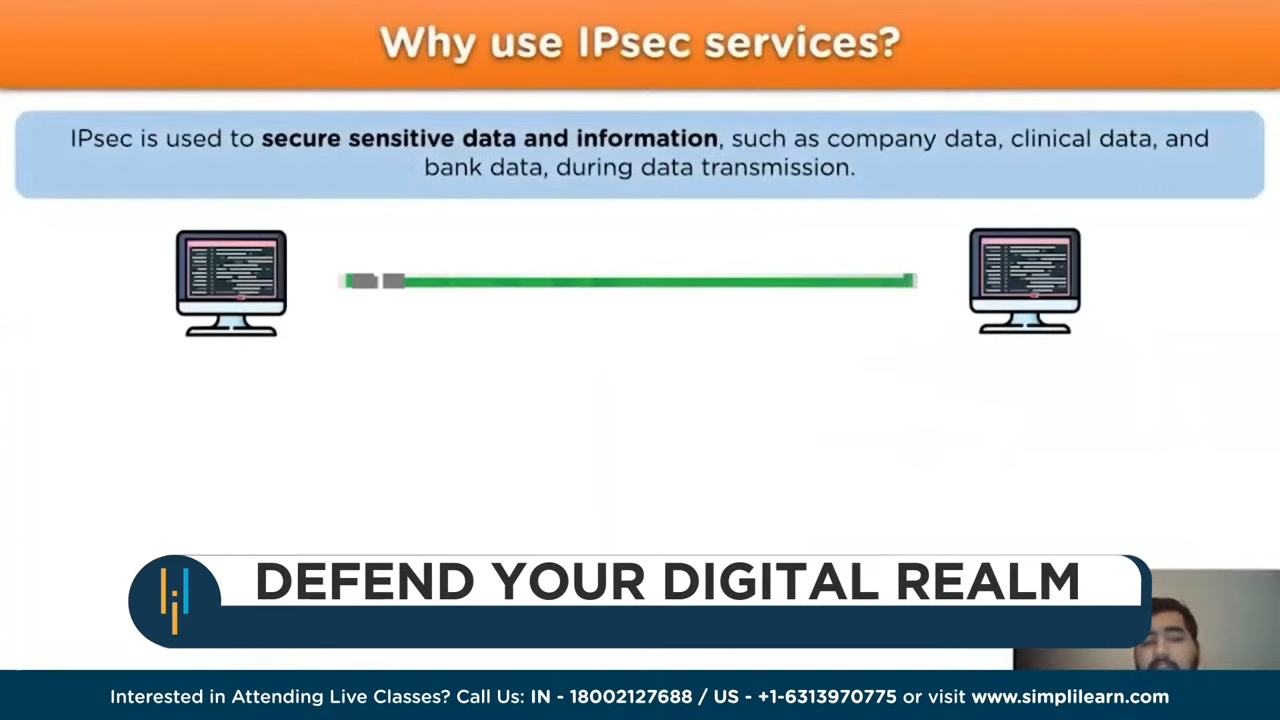 Why use IPsec services?
IPsec is used to secure sensitive data and information, such as company data, clinical data, and
bank data, during data transmission.
DEFEND YOUR DIGITAL REALM
Interested in Attending Live Classes? Call Us: IN - 18002127688 / US - +1-6313970775 or visit www.simplilearn.com